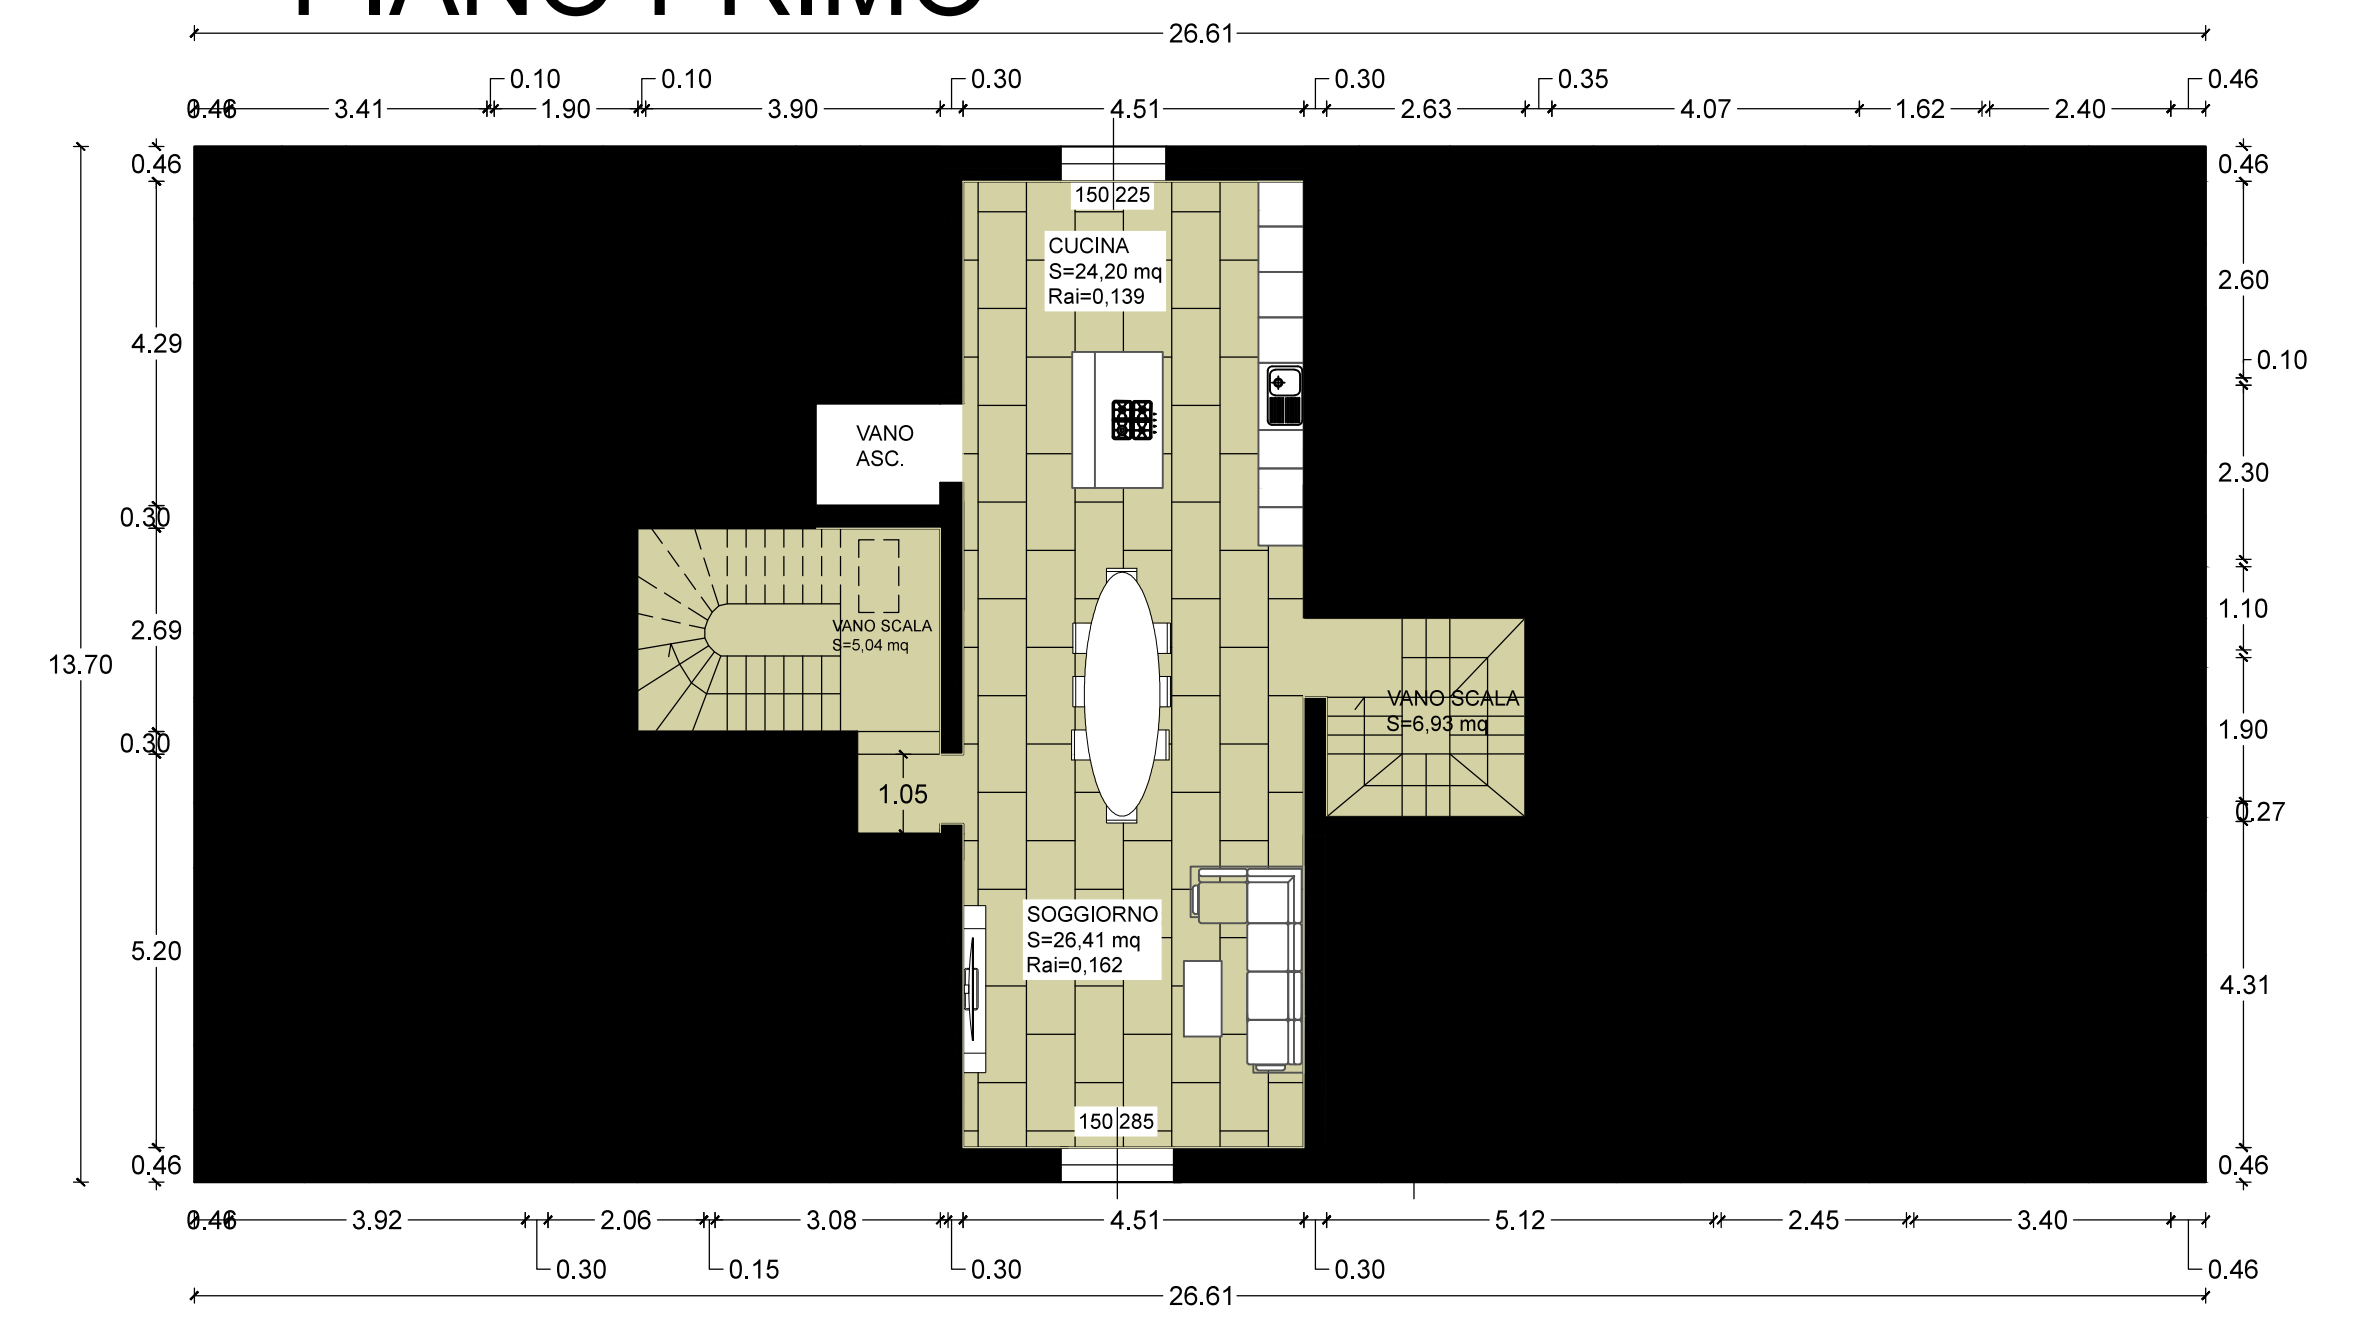 PIANO PRIMO
26.61
0.10 0.10 0.30 0.30 0.35 0.46
0.46 3.41 1.90 3.90 4.51 2.63 4.07 1.62 2.40
0.46 0.46
150 225
CUCINA
S=24,20 mq
Rai=0,139
2.60
4.29
0.10
VANO
ASC.
2.30
0.30
1.10
2.69
VANO SCALA
S=5,04 mq
13.70
VANO SCALA
S=6,93 mq
1.90
0.30
1.05
0.27
SOGGIORNO
S=26,41 mq
Rai=0,162
5.20
4.31
150 285
0.46 0.46
0.46 3.92 2.06 3.08 4.51 5.12 2.45 3.40
0.30 0.15 0.30 0.30 0.46
26.61